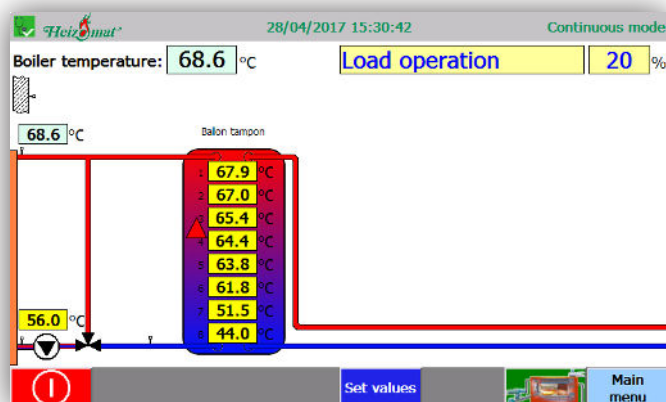 Heizomat 28/04/2017 15:30:42 Continuous mode
Boiler temperature: 68.6 °C Load operation 20 %
68.6 °C Balon tampon
1 67.9 °C
2 67.0 °C
3 65.4 °C
4 64.4 °C
5 63.8 °C
6 61.8 °C
7 51.5 °C
8 44.0 °C
56.0 °C
Set values Main
menu